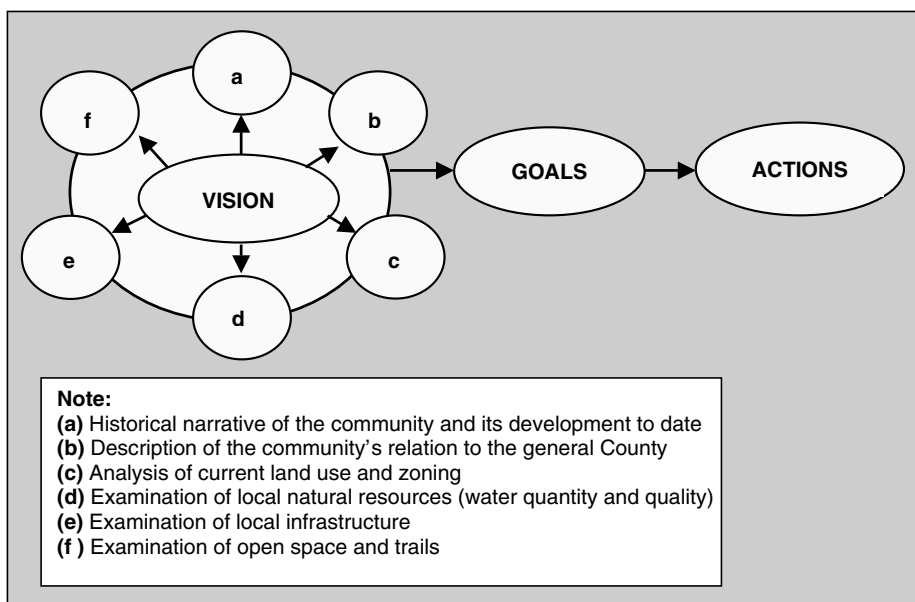 a
f
b
VISION
GOALS
ACTIONS
e
c
d
Note:
(a) Historical narrative of the community and its development to date
(b) Description of the community's relation to the general County
(c) Analysis of current land use and zoning
(d) Examination of local natural resources (water quantity and quality)
(e) Examination of local infrastructure
(f ) Examination of open space and trails